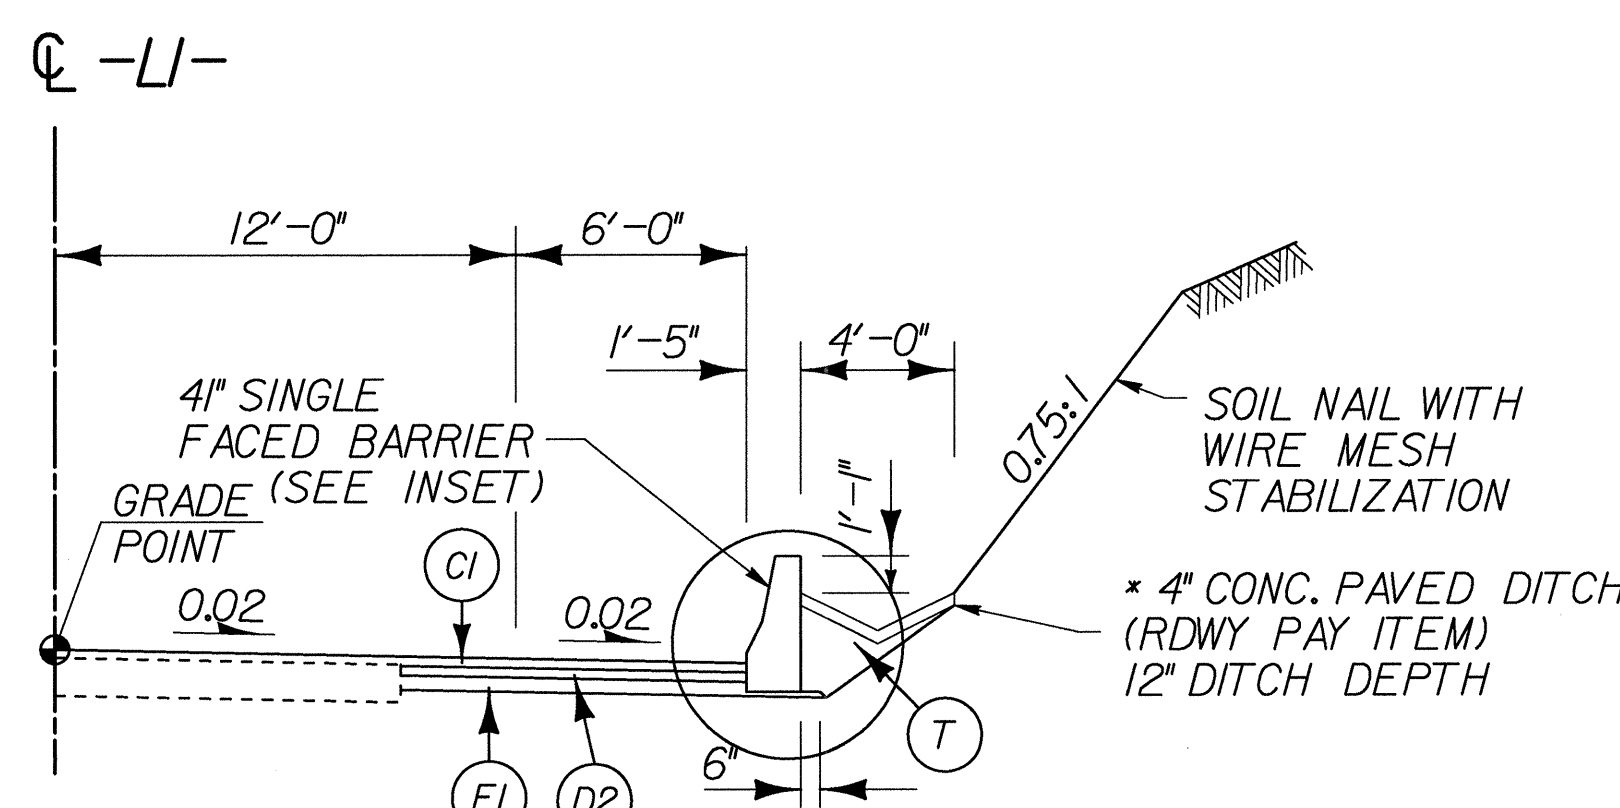 ℄ -L1-
12'-0"
6'-0"
1'-5"
4'-0"
41" SINGLE
FACED BARRIER
(SEE INSET)
GRADE
POINT
0.75:1
SOIL NAIL WITH
WIRE MESH
STABILIZATION
1'-1"
C1
0.02
0.02
* 4" CONC. PAVED DITCH
(RDWY PAY ITEM)
12" DITCH DEPTH
T
6"
D2